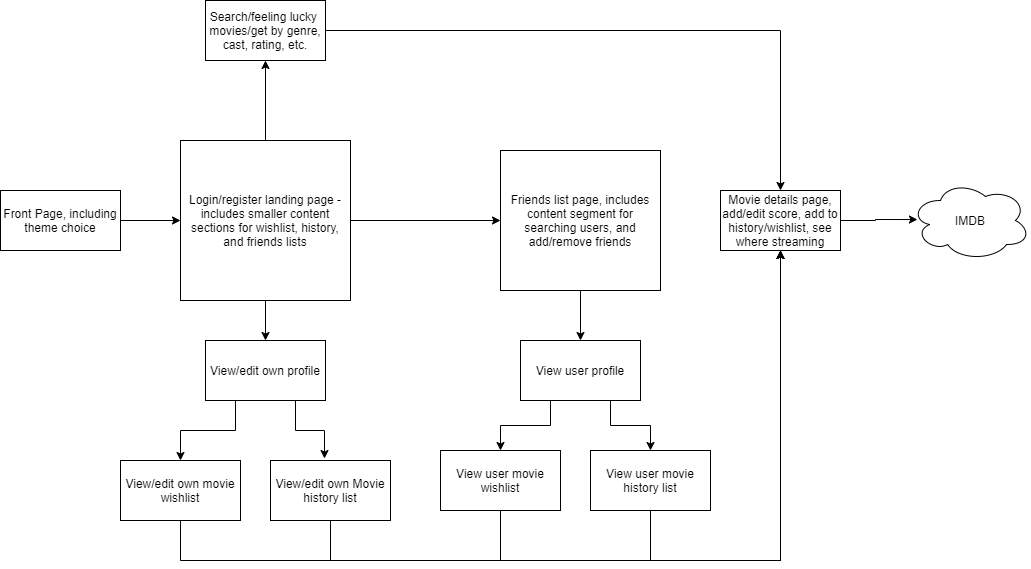 Search/feeling lucky
movies/get by genre,
cast, rating, etc.
Front Page, including
theme choice
Login/register landing page -
includes smaller content
sections for wishlist, history,
and friends lists
Friends list page, includes
content segment for
searching users, and
add/remove friends
Movie details page,
add/edit score, add to
history/wishlist, see
where streaming
IMDB
View/edit own profile
View user profile
View/edit own movie
wishlist
View/edit own Movie
history list
View user movie
wishlist
View user movie
history list